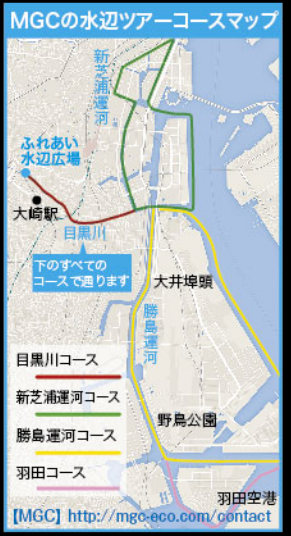 MGCの水辺ツアーコースマップ
新芝浦運河
ふれあい
水辺広場
大崎駅
目黒川
下のすべての
コースで通ります
大井埠頭
勝島運河
目黒川コース
新芝浦運河コース
勝島運河コース
羽田コース
野鳥公園
羽田空港
【MGC】http://mgc-eco.com/contact